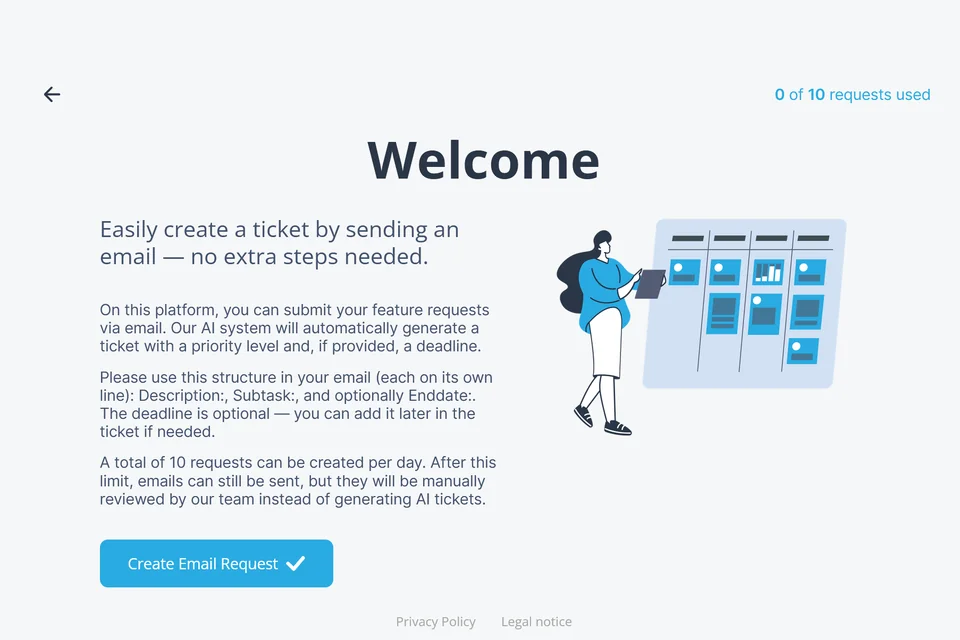 0 of 10 requests used
Welcome
Easily create a ticket by sending an
email — no extra steps needed.
On this platform, you can submit your feature requests
via email. Our AI system will automatically generate a
ticket with a priority level and, if provided, a deadline.
Please use this structure in your email (each on its own
line): Description:, Subtask:, and optionally Enddate:.
The deadline is optional — you can add it later in the
ticket if needed.
A total of 10 requests can be created per day. After this
limit, emails can still be sent, but they will be manually
reviewed by our team instead of generating AI tickets.
Create Email Request
Privacy Policy Legal notice